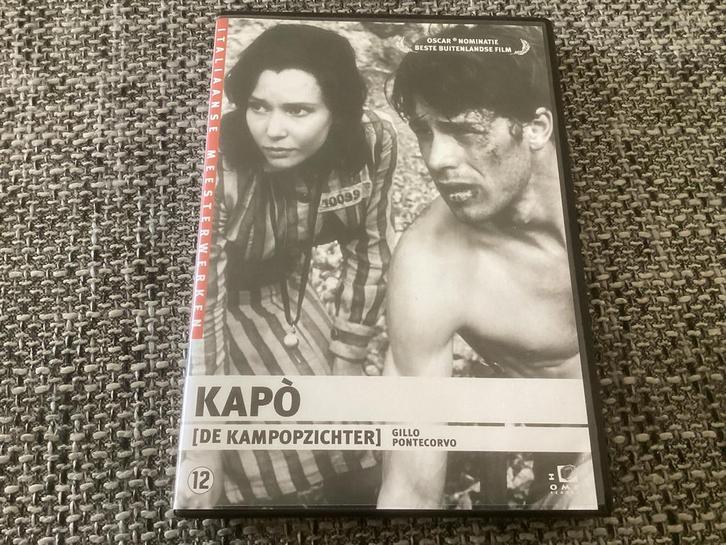 ITALIAANSE MEESTERWERKEN
OSCAR® NOMINATIE
BESTE BUITENLANDSE FILM
10039
KAPÒ
[DE KAMPOPZICHTER]
GILLO
PONTECORVO
12